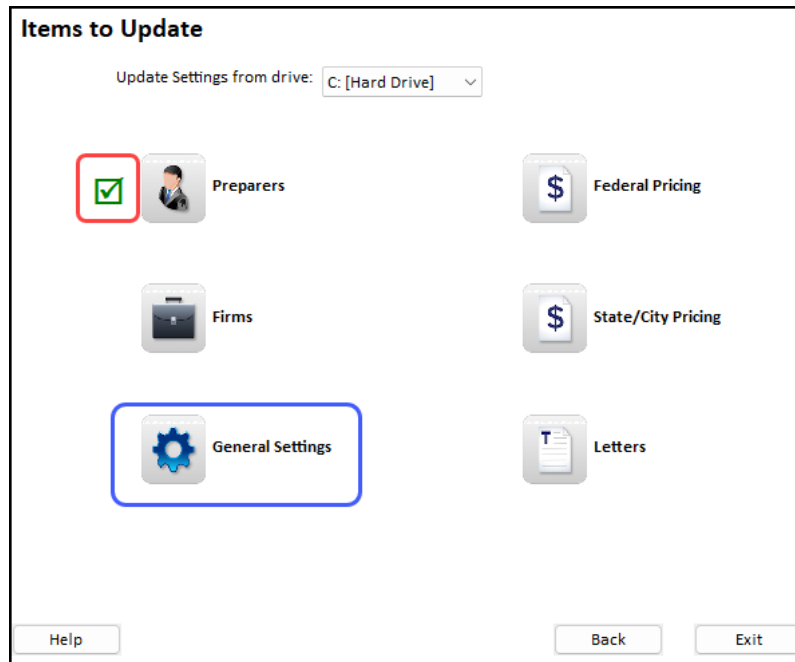 Items to Update
Update Settings from drive: C: [Hard Drive]
Preparers
Federal Pricing
$
Firms
State/City Pricing
$
General Settings
Letters
T
Help
Back
Exit